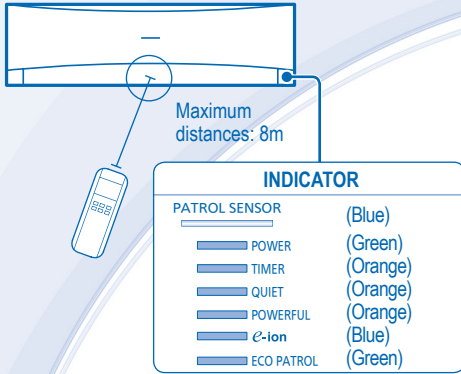 Maximum
distances: 8m
INDICATOR
PATROL SENSOR (Blue)
POWER (Green)
TIMER (Orange)
QUIET (Orange)
POWERFUL (Orange)
e-ion (Blue)
ECO PATROL (Green)